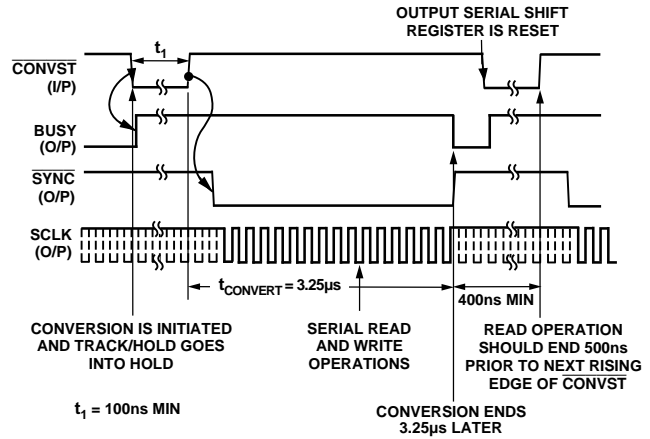 OUTPUT SERIAL SHIFT
REGISTER IS RESET
t1
CONVST
(I/P)
BUSY
(O/P)
SYNC
(O/P)
SCLK
(O/P)
tCONVERT = 3.25µs
400ns MIN
CONVERSION IS INITIATED
AND TRACK/HOLD GOES
INTO HOLD
SERIAL READ
AND WRITE
OPERATIONS
READ OPERATION
SHOULD END 500ns
PRIOR TO NEXT RISING
EDGE OF CONVST
t1 = 100ns MIN
CONVERSION ENDS
3.25µs LATER